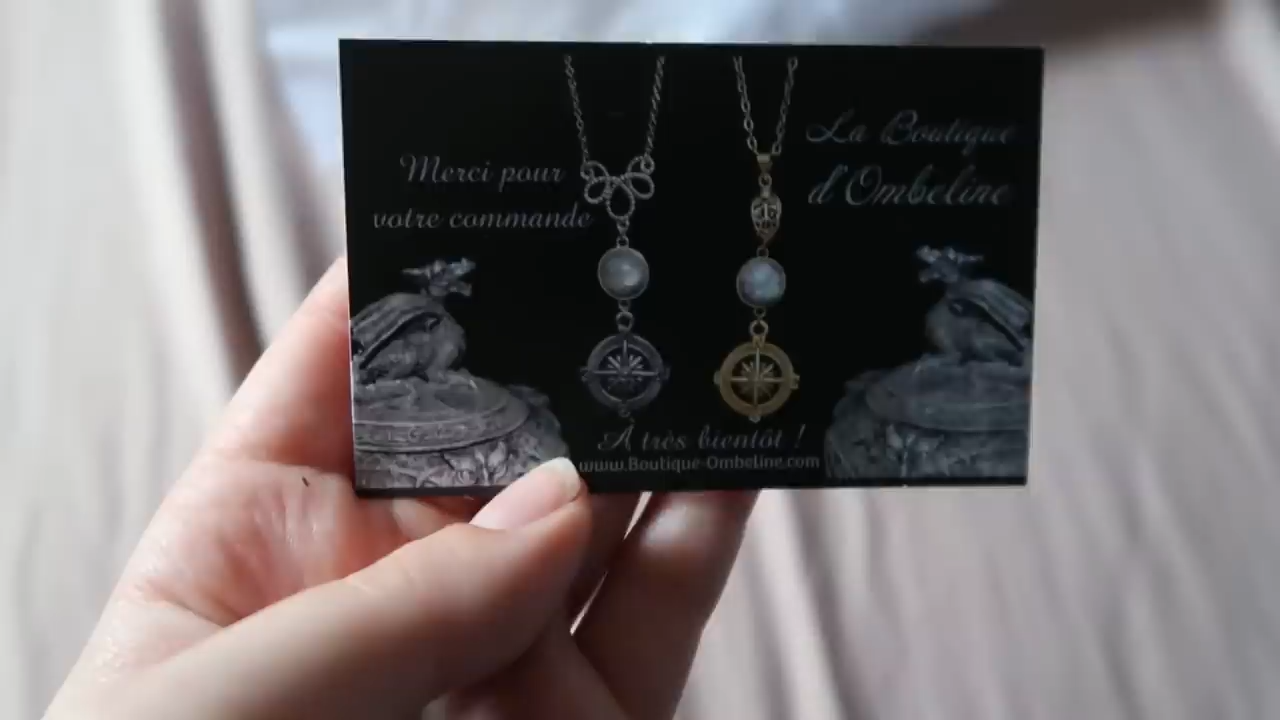 Merci pour
votre commande
La Boutique
d'Ombeline
À très bientôt !
www.Boutique-Ombeline.com